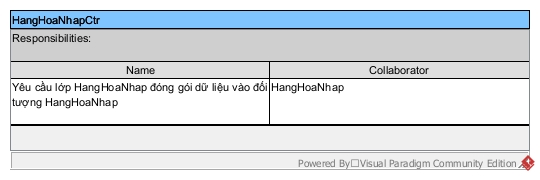 HangHoaNhapCtr
Responsibilities:
Name Collaborator
Yêu cầu lớp HangHoaNhap đóng gói dữ liệu vào đối HangHoaNhap
tượng HangHoaNhap
Powered By□Visual Paradigm Community Edition